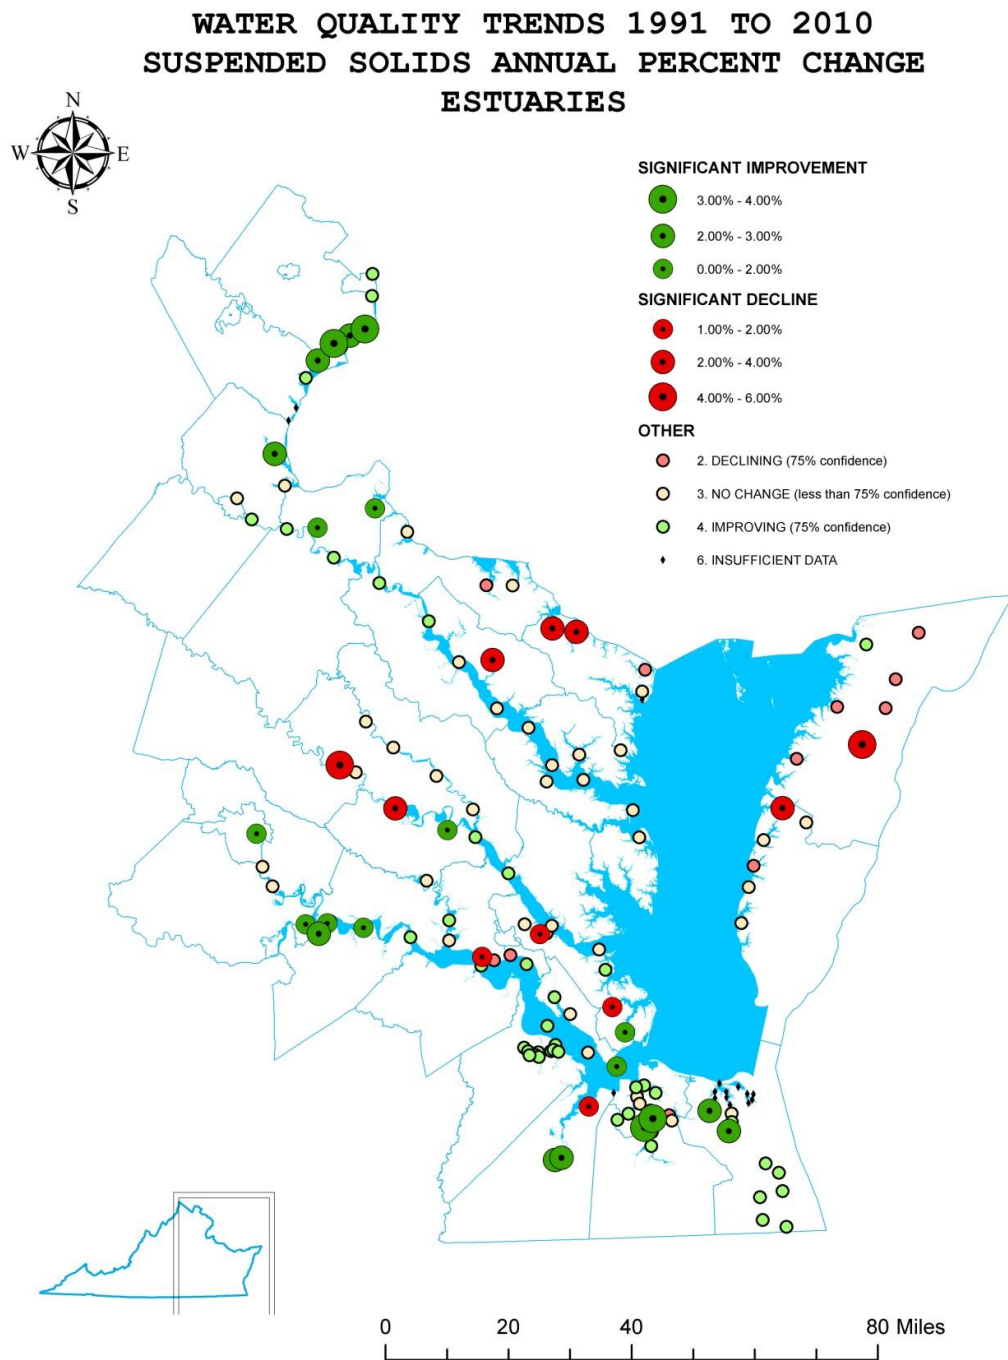 WATER QUALITY TRENDS 1991 TO 2010
SUSPENDED SOLIDS ANNUAL PERCENT CHANGE
ESTUARIES
N
W E
S
SIGNIFICANT IMPROVEMENT
3.00% - 4.00%
2.00% - 3.00%
0.00% - 2.00%
SIGNIFICANT DECLINE
1.00% - 2.00%
2.00% - 4.00%
4.00% - 6.00%
OTHER
2. DECLINING (75% confidence)
3. NO CHANGE (less than 75% confidence)
4. IMPROVING (75% confidence)
6. INSUFFICIENT DATA
0 20 40 80 Miles